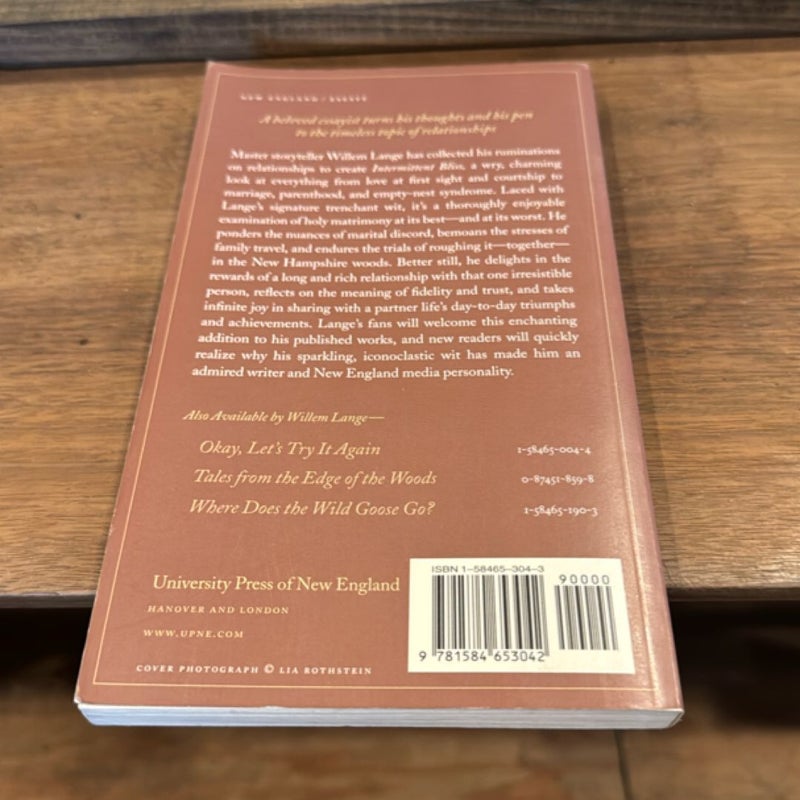 NEW ENGLAND / ESSAYS
A beloved essayist turns his thoughts and his pen
to the timeless topic of relationships
Master storyteller Willem Lange has collected his ruminations
on relationships to create Intermittent Bliss, a wry, charming
look at everything from love at first sight and courtship to
marriage, parenthood, and empty-nest syndrome. Laced with
Lange's signature trenchant wit, it's a thoroughly enjoyable
examination of holy matrimony at its best—and at its worst. He
ponders the nuances of marital discord, bemoans the stresses of
family travel, and endures the trials of roughing it—together—
in the New Hampshire woods. Better still, he delights in the
rewards of a long and rich relationship with that one irresistible
person, reflects on the meaning of fidelity and trust, and takes
infinite joy in sharing with a partner life's day-to-day triumphs
and achievements. Lange's fans will welcome this enchanting
addition to his published works, and new readers will quickly
realize why his sparkling, iconoclastic wit has made him an
admired writer and New England media personality.
Also Available by Willem Lange—
Okay, Let's Try It Again 1-58465-004-4
Tales from the Edge of the Woods 0-87451-859-8
Where Does the Wild Goose Go? 1-58465-190-3
University Press of New England
HANOVER AND LONDON
WWW.UPNE.COM
COVER PHOTOGRAPH © LIA ROTHSTEIN
ISBN 1-58465-304-3
90000
9 781584 653042